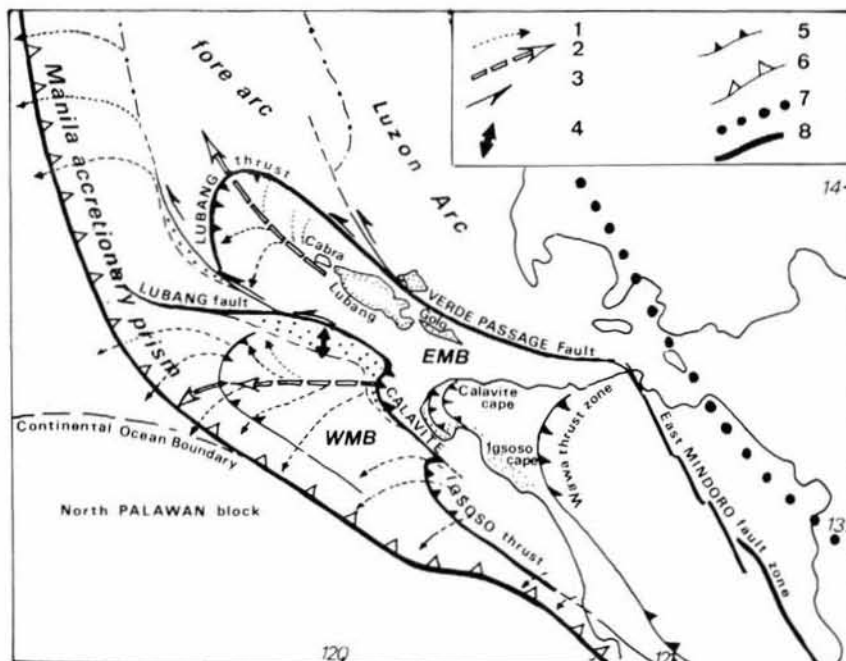 1
2
3
4
5
6
7
8
fore arc
Luzon Arc
Manila accretionary prism
LUBANG thrust
Cabra
Lubang
Golo
VERDE PASSAGE Fault
LUBANG fault
EMB
WMB
CALAVITE
Calavite
cape
Igsoso
cape
Wawa thrust zone
East MINDORO fault zone
IGSOSO thrust
Continental Ocean Boundary
North PALAWAN block
14
13
120